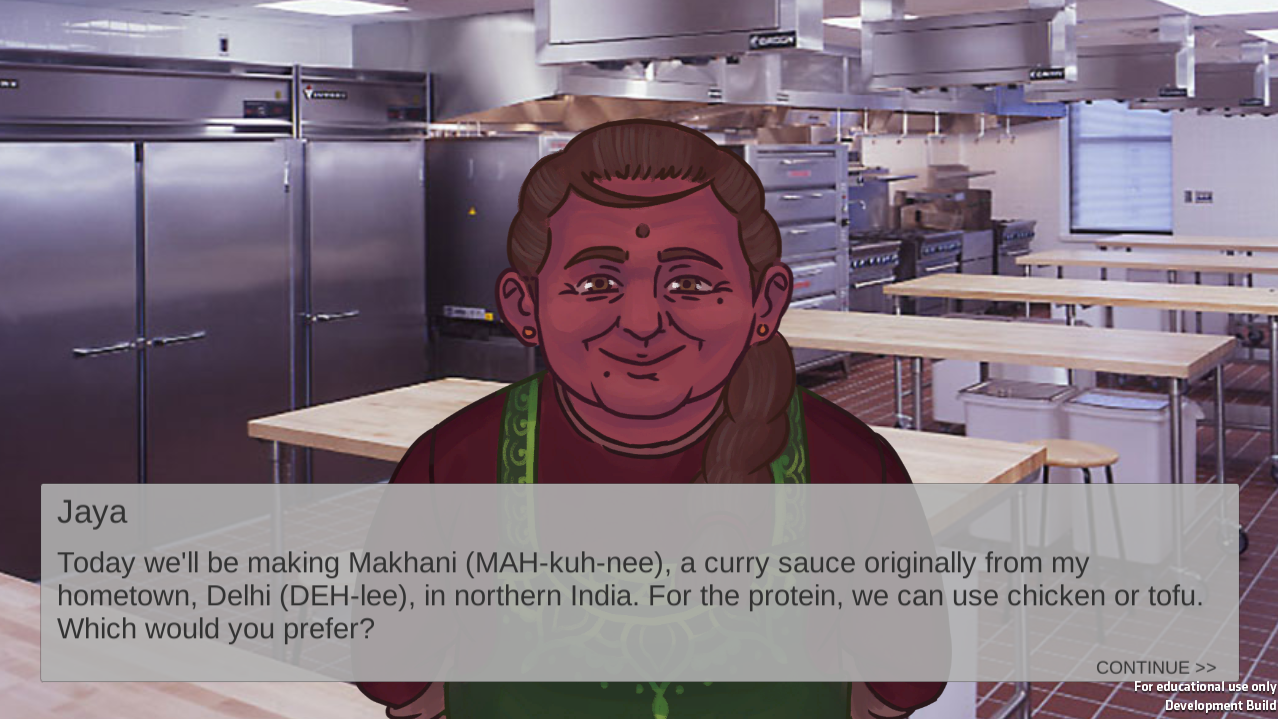 Jaya
Today we'll be making Makhani (MAH-kuh-nee), a curry sauce originally from my
hometown, Delhi (DEH-lee), in northern India. For the protein, we can use chicken or tofu.
Which would you prefer?
CONTINUE >>
For educational use only
Development Build